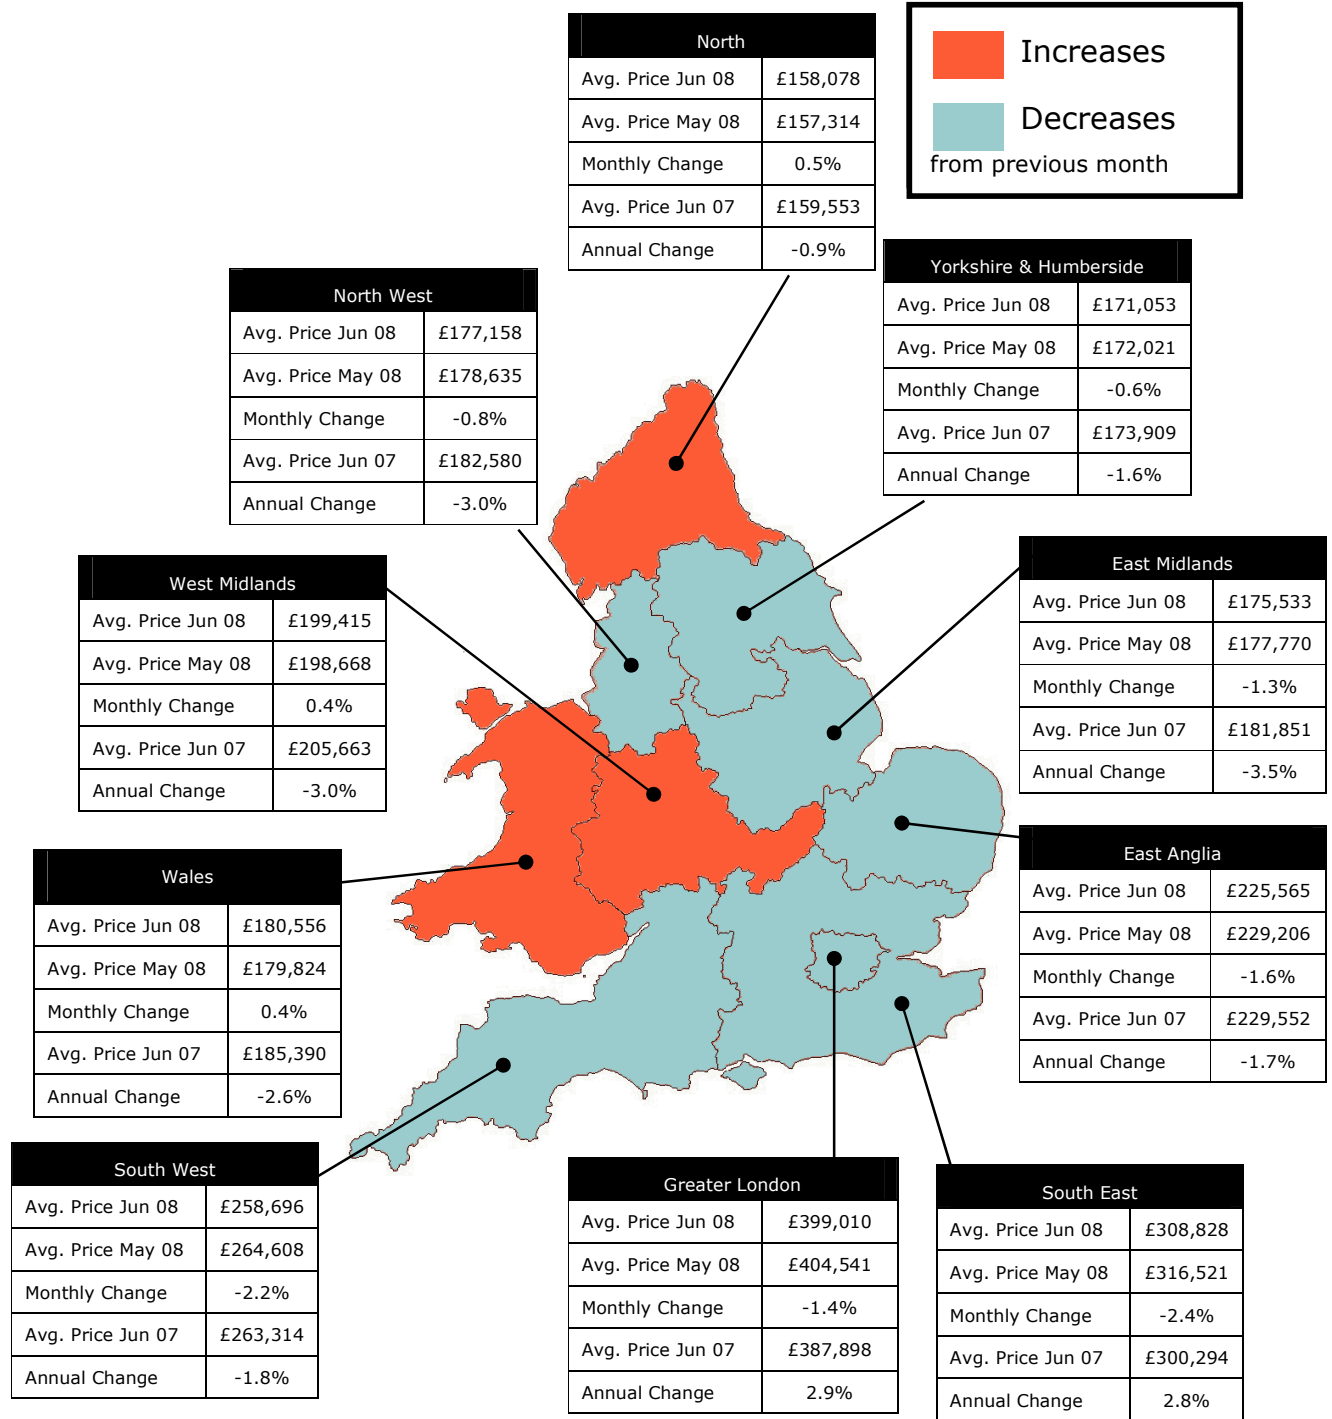 North
Avg. Price Jun 08 £158,078
Avg. Price May 08 £157,314
Monthly Change 0.5%
Avg. Price Jun 07 £159,553
Annual Change -0.9%
Increases
Decreases
from previous month
North West
Avg. Price Jun 08 £177,158
Avg. Price May 08 £178,635
Monthly Change -0.8%
Avg. Price Jun 07 £182,580
Annual Change -3.0%
Yorkshire & Humberside
Avg. Price Jun 08 £171,053
Avg. Price May 08 £172,021
Monthly Change -0.6%
Avg. Price Jun 07 £173,909
Annual Change -1.6%
West Midlands
Avg. Price Jun 08 £199,415
Avg. Price May 08 £198,668
Monthly Change 0.4%
Avg. Price Jun 07 £205,663
Annual Change -3.0%
East Midlands
Avg. Price Jun 08 £175,533
Avg. Price May 08 £177,770
Monthly Change -1.3%
Avg. Price Jun 07 £181,851
Annual Change -3.5%
Wales
Avg. Price Jun 08 £180,556
Avg. Price May 08 £179,824
Monthly Change 0.4%
Avg. Price Jun 07 £185,390
Annual Change -2.6%
East Anglia
Avg. Price Jun 08 £225,565
Avg. Price May 08 £229,206
Monthly Change -1.6%
Avg. Price Jun 07 £229,552
Annual Change -1.7%
South West
Avg. Price Jun 08 £258,696
Avg. Price May 08 £264,608
Monthly Change -2.2%
Avg. Price Jun 07 £263,314
Annual Change -1.8%
Greater London
Avg. Price Jun 08 £399,010
Avg. Price May 08 £404,541
Monthly Change -1.4%
Avg. Price Jun 07 £387,898
Annual Change 2.9%
South East
Avg. Price Jun 08 £308,828
Avg. Price May 08 £316,521
Monthly Change -2.4%
Avg. Price Jun 07 £300,294
Annual Change 2.8%